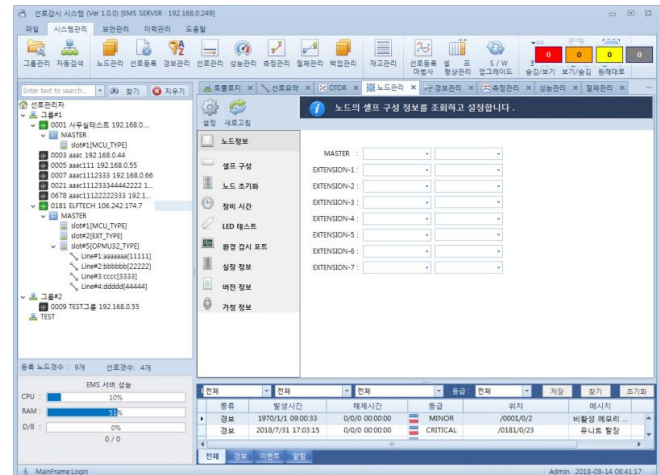 선로감시 시스템 (Ver 1.0.0) [EMS SERVER : 192.168.0.249]
파일 시스템관리 보안관리 이력관리 도움말
그룹관리 자동검색 노드관리 선로등록 경보관리 선로관리 성능관리 측정관리 절체관리 백업관리 재고관리 선로등록 마법사 셀 프 형상관리 S / W 업그레이드 숨김/보기 보기/숨김 원래대로
0 0 0 0
Enter text to search... 찾기 지우기
토폴로지 선로요약 OTDR 노드관리 경보관리 측정관리 성능관리 절체관리
설정 새로고침
노드의 셀프 구성 정보를 조회하고 설정합니다 .
선로관리자
그룹#1
0001 사무실테스트 192.168.0...
MASTER
slot#1[MCU_TYPE]
0003 aaac 192.168.0.44
0005 aaac111 192.168.0.55
0007 aaac1112333 192.168.0.66
0021 aaac111233344442222 1...
0678 aaac11122222333 192.1...
0181 ELFTECH 106.242.174.7
MASTER
slot#1[MCU_TYPE]
slot#2[EXT_TYPE]
slot#5[OPMU32_TYPE]
Line#1:aaaaaa[11111]
Line#2:bbbbbb[22222]
Line#3:cccc[3333]
Line#4:ddddd[44444]
그룹#2
0009 TEST그룹 192.168.0.55
TEST
노드정보
셀프 구성
노드 초기화
장비 시간
LED 테스트
환경 감시 포트
실장 정보
버전 정보
가청 정보
MASTER :
EXTENSION-1 :
EXTENSION-2 :
EXTENSION-3 :
EXTENSION-4 :
EXTENSION-5 :
EXTENSION-6 :
EXTENSION-7 :
등록 노드갯수 : 9개 선로갯수: 4개
EMS 서버 성능
CPU : 10%
RAM : 53%
D/B : 0%
0 / 0
전체 전체 전체 등급 : 전체 저장 찾기 초기화
종류 발생시간 해제시간 등급 위치 메시지
경보 1970/1/1 09:00:33 0/0/0 00:00:00 MINOR /0001/0/2 비활성 메모리 ..
경보 2018/7/31 17:03:15 0/0/0 00:00:00 CRITICAL /0181/0/23 유니트 탈장
전체 경보 이벤트 알림
MainFrame:Login Admin 2018-08-14 08:41:17